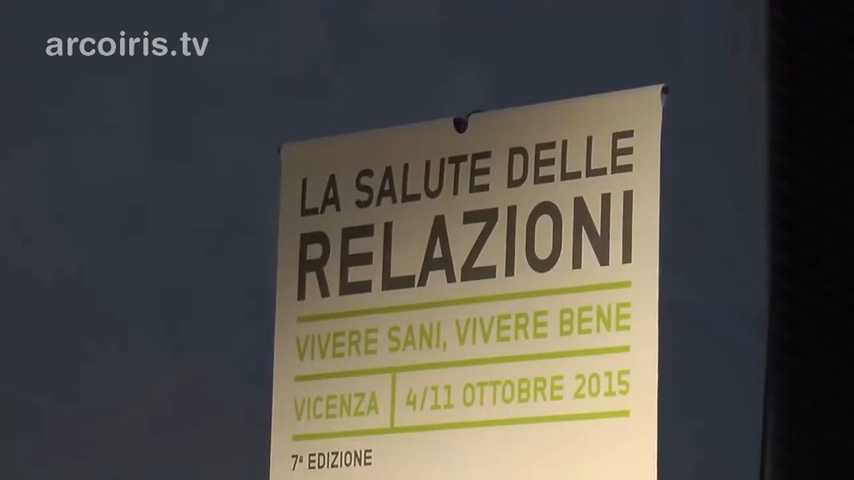 arcoiris.tv
LA SALUTE DELLE
RELAZIONI
VIVERE SANI, VIVERE BENE
VICENZA | 4/11 OTTOBRE 2015
7ª EDIZIONE